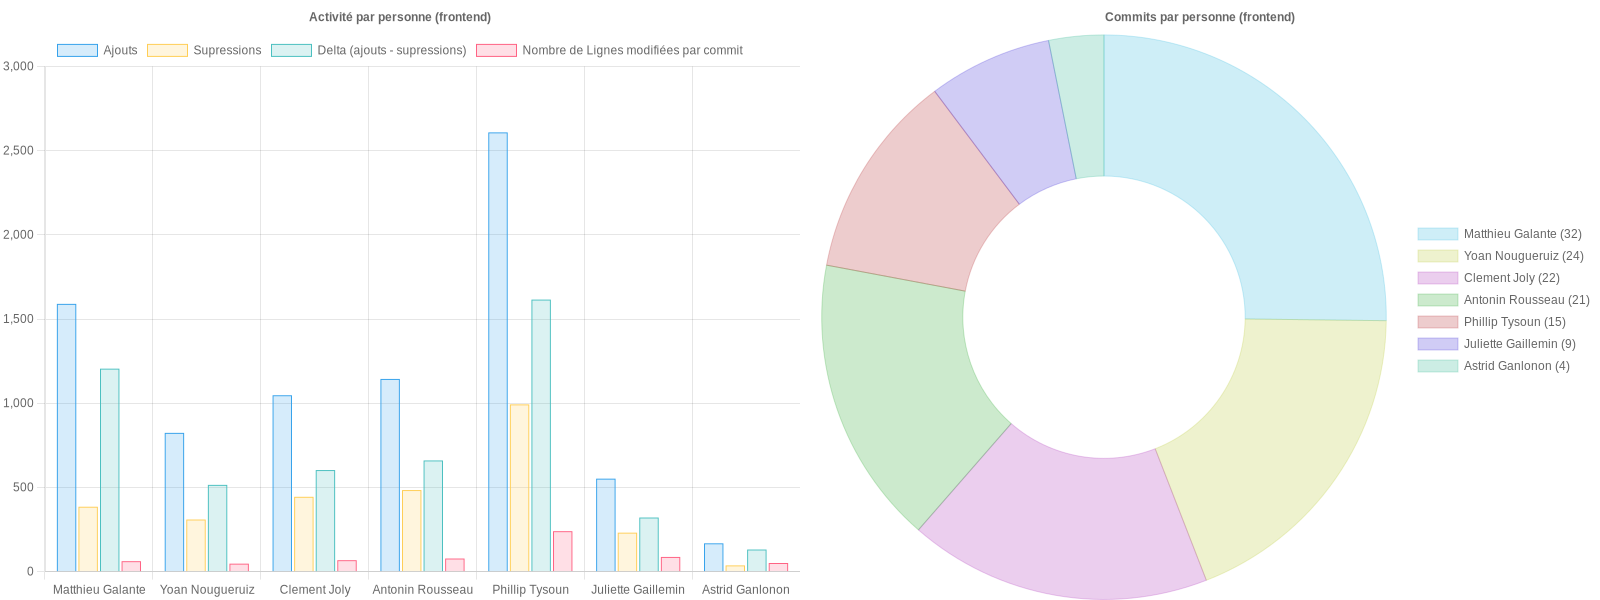 Activité par personne (frontend)
Ajouts
Supressions
Delta (ajouts - supressions)
Nombre de Lignes modifiées par commit
3,000
2,500
2,000
1,500
1,000
500
0
Matthieu Galante
Yoan Nougueruiz
Clement Joly
Antonin Rousseau
Phillip Tysoun
Juliette Gaillemin
Astrid Ganlonon
Commits par personne (frontend)
Matthieu Galante (32)
Yoan Nougueruiz (24)
Clement Joly (22)
Antonin Rousseau (21)
Phillip Tysoun (15)
Juliette Gaillemin (9)
Astrid Ganlonon (4)